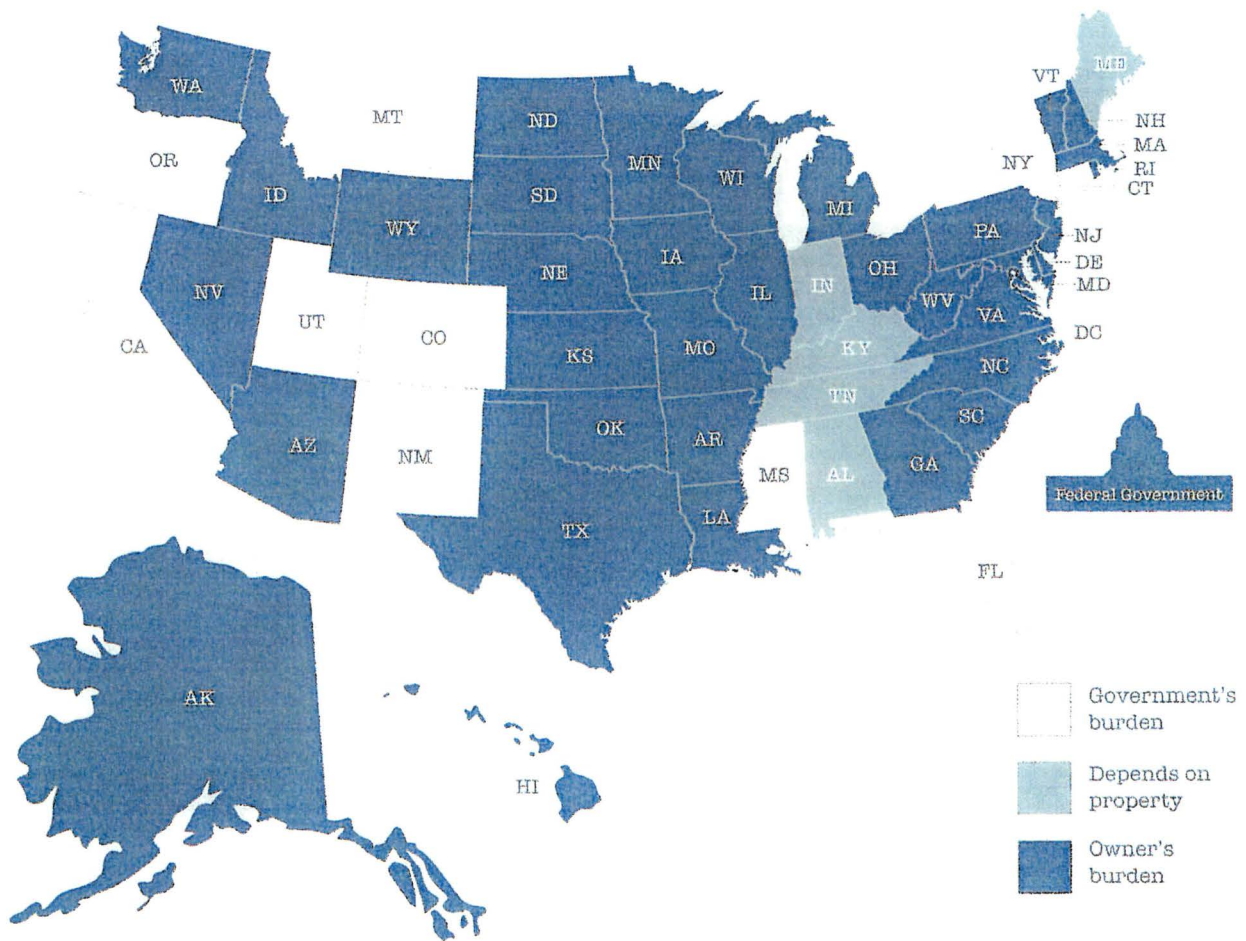 WA
MT
ND
MN
VT
ME
NH
MA
RI
CT
OR
ID
SD
WI
NY
WY
MI
PA
NJ
DE
MD
DC
NE
IA
NV
IL
IN
OH
WV
VA
UT
CO
CA
KS
MO
KY
NC
TN
SC
AZ
NM
OK
AR
MS
AL
GA
TX
LA
Federal Government
FL
AK
HI
Government's
burden
Depends on
property
Owner's
burden